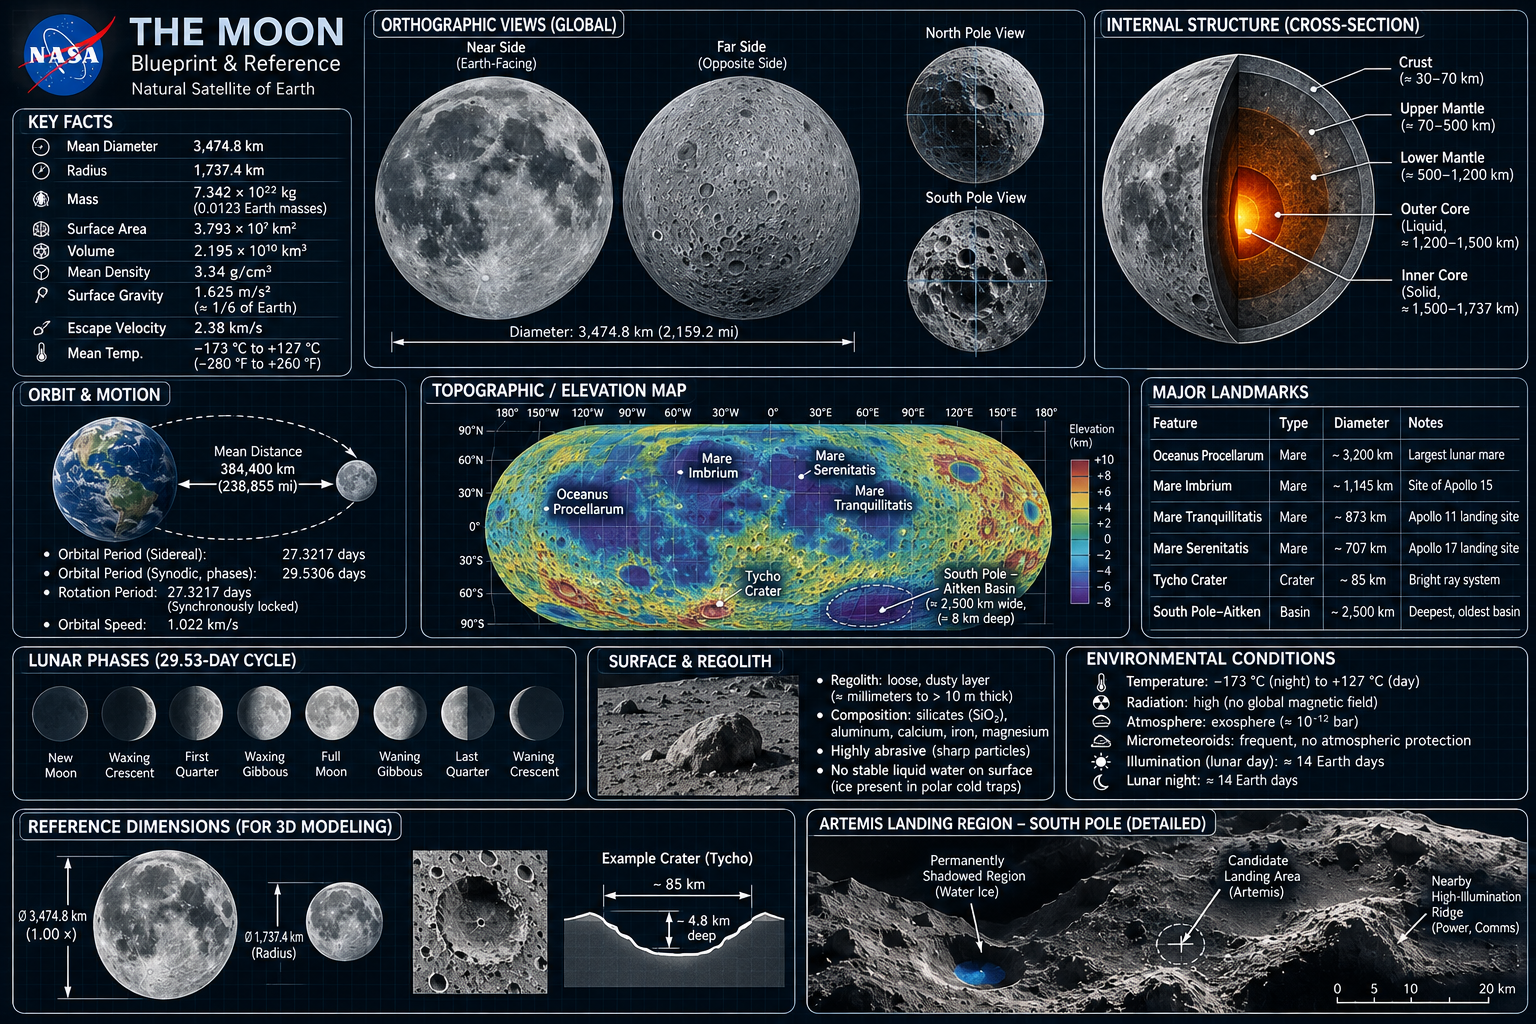 NASA
THE MOON
Blueprint & Reference
Natural Satellite of Earth
KEY FACTS
Mean Diameter 3,474.8 km
Radius 1,737.4 km
Mass 7.342 × 10²² kg
(0.0123 Earth masses)
Surface Area 3.793 × 10⁷ km²
Volume 2.195 × 10¹⁰ km³
Mean Density 3.34 g/cm³
Surface Gravity 1.625 m/s²
(≈ 1/6 of Earth)
Escape Velocity 2.38 km/s
Mean Temp. −173 °C to +127 °C
(−280 °F to +260 °F)
ORTHOGRAPHIC VIEWS (GLOBAL)
Near Side
(Earth-Facing)
Far Side
(Opposite Side)
North Pole View
South Pole View
Diameter: 3,474.8 km (2,159.2 mi)
INTERNAL STRUCTURE (CROSS-SECTION)
Crust
(≈ 30–70 km)
Upper Mantle
(≈ 70–500 km)
Lower Mantle
(≈ 500–1,200 km)
Outer Core
(Liquid,
≈ 1,200–1,500 km)
Inner Core
(Solid,
≈ 1,500–1,737 km)
ORBIT & MOTION
Mean Distance
384,400 km
(238,855 mi)
• Orbital Period (Sidereal): 27.3217 days
• Orbital Period (Synodic, phases): 29.5306 days
• Rotation Period: 27.3217 days
(Synchronously locked)
• Orbital Speed: 1.022 km/s
TOPOGRAPHIC / ELEVATION MAP
180° 150°W 120°W 90°W 60°W 30°W 0° 30°E 60°E 90°E 120°E 150°E 180°
90°N
60°N
30°N
0°
30°S
60°S
90°S
Mare
Imbrium
Mare
Serenitatis
Oceanus
Procellarum
Mare
Tranquillitatis
Tycho
Crater
South Pole –
Aitken Basin
(≈ 2,500 km wide,
(≈ 8 km deep)
Elevation
(km)
+10
+8
+6
+4
+2
0
−2
−4
−6
−8
MAJOR LANDMARKS
Feature Type Diameter Notes
Oceanus Procellarum Mare ~ 3,200 km Largest lunar mare
Mare Imbrium Mare ~ 1,145 km Site of Apollo 15
Mare Tranquillitatis Mare ~ 873 km Apollo 11 landing site
Mare Serenitatis Mare ~ 707 km Apollo 17 landing site
Tycho Crater Crater ~ 85 km Bright ray system
South Pole–Aitken Basin ~ 2,500 km Deepest, oldest basin
LUNAR PHASES (29.53-DAY CYCLE)
New
Moon
Waxing
Crescent
First
Quarter
Waxing
Gibbous
Full
Moon
Waning
Gibbous
Last
Quarter
Waning
Crescent
SURFACE & REGOLITH
• Regolith: loose, dusty layer
(≈ millimeters to > 10 m thick)
• Composition: silicates (SiO₂),
aluminum, calcium, iron, magnesium
• Highly abrasive (sharp particles)
• No stable liquid water on surface
(ice present in polar cold traps)
ENVIRONMENTAL CONDITIONS
Temperature: −173 °C (night) to +127 °C (day)
Radiation: high (no global magnetic field)
Atmosphere: exosphere (≈ 10⁻¹² bar)
Micrometeoroids: frequent, no atmospheric protection
Illumination (lunar day): ≈ 14 Earth days
Lunar night: ≈ 14 Earth days
REFERENCE DIMENSIONS (FOR 3D MODELING)
Ø 3,474.8 km
(1.00 ×)
Ø 1,737.4 km
(Radius)
Example Crater (Tycho)
~ 85 km
~ 4.8 km
deep
ARTEMIS LANDING REGION – SOUTH POLE (DETAILED)
Permanently
Shadowed Region
(Water Ice)
Candidate
Landing Area
(Artemis)
Nearby
High-Illumination
Ridge
(Power, Comms)
0 5 10 20 km